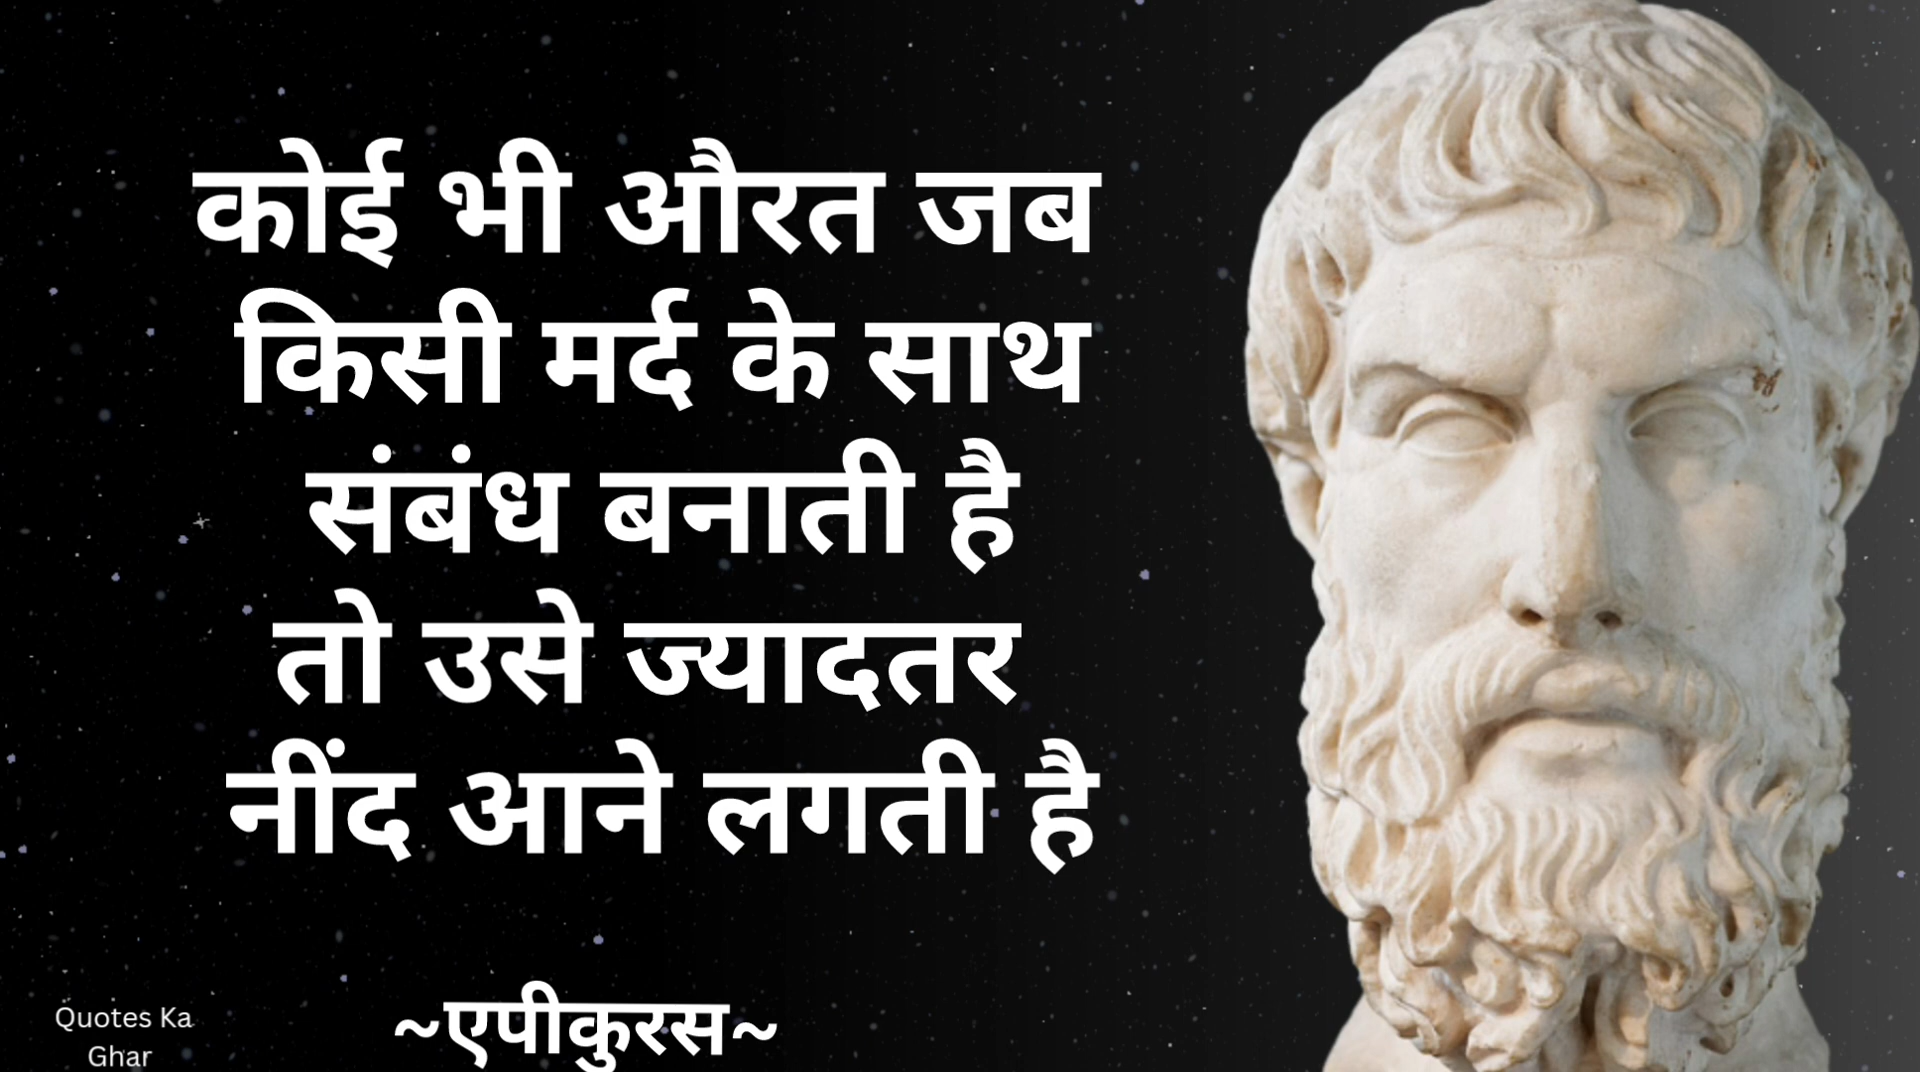 कोई भी औरत जब
किसी मर्द के साथ
संबंध बनाती है
तो उसे ज्यादतर
नींद आने लगती है
~एपीकुरस~
Quotes Ka
Ghar